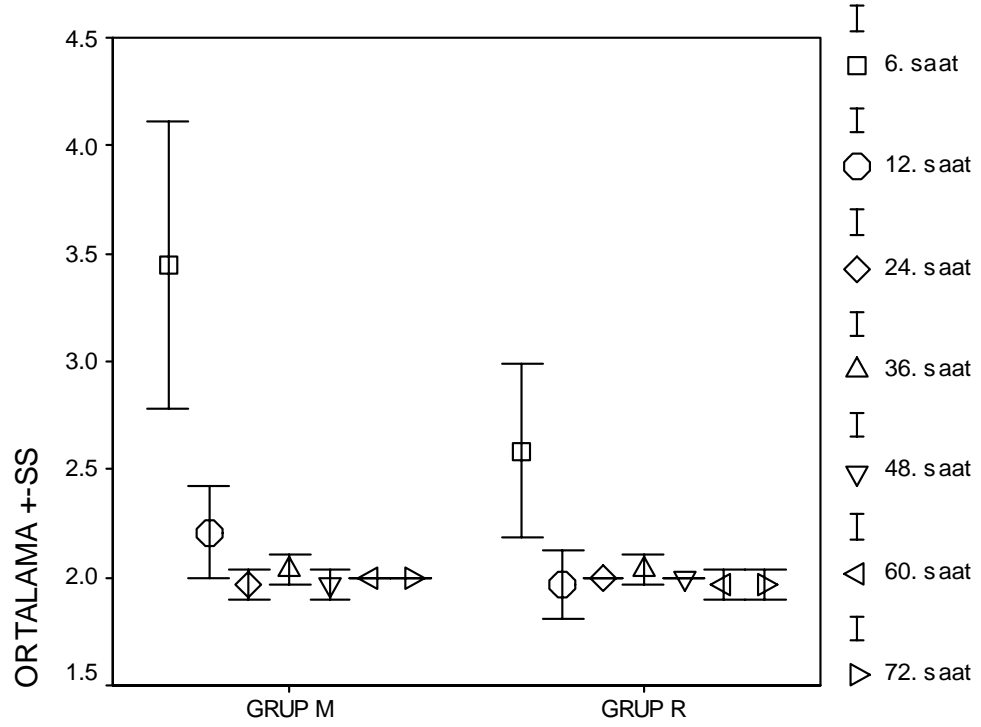 ORTALAMA +-SS
4.5
4.0
3.5
3.0
2.5
2.0
1.5
GRUP M
GRUP R
6. saat
12. saat
24. saat
36. saat
48. saat
60. saat
72. saat